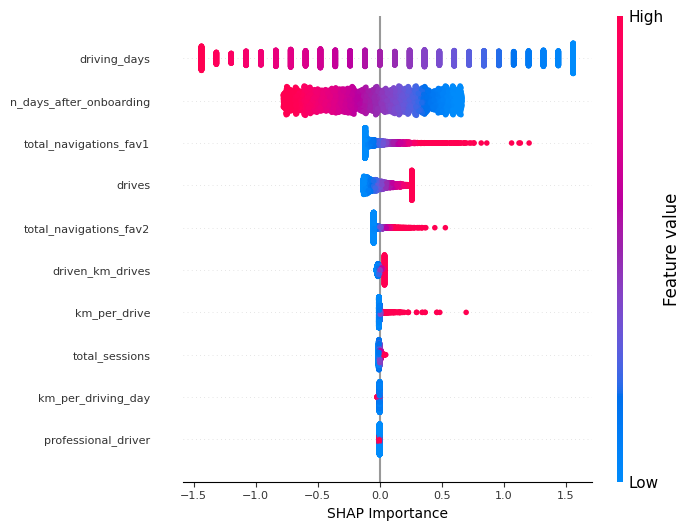 High
driving_days
n_days_after_onboarding
total_navigations_fav1
drives
total_navigations_fav2
driven_km_drives
km_per_drive
total_sessions
km_per_driving_day
professional_driver
Feature value
Low
−1.5 −1.0 −0.5 0.0 0.5 1.0 1.5
SHAP Importance